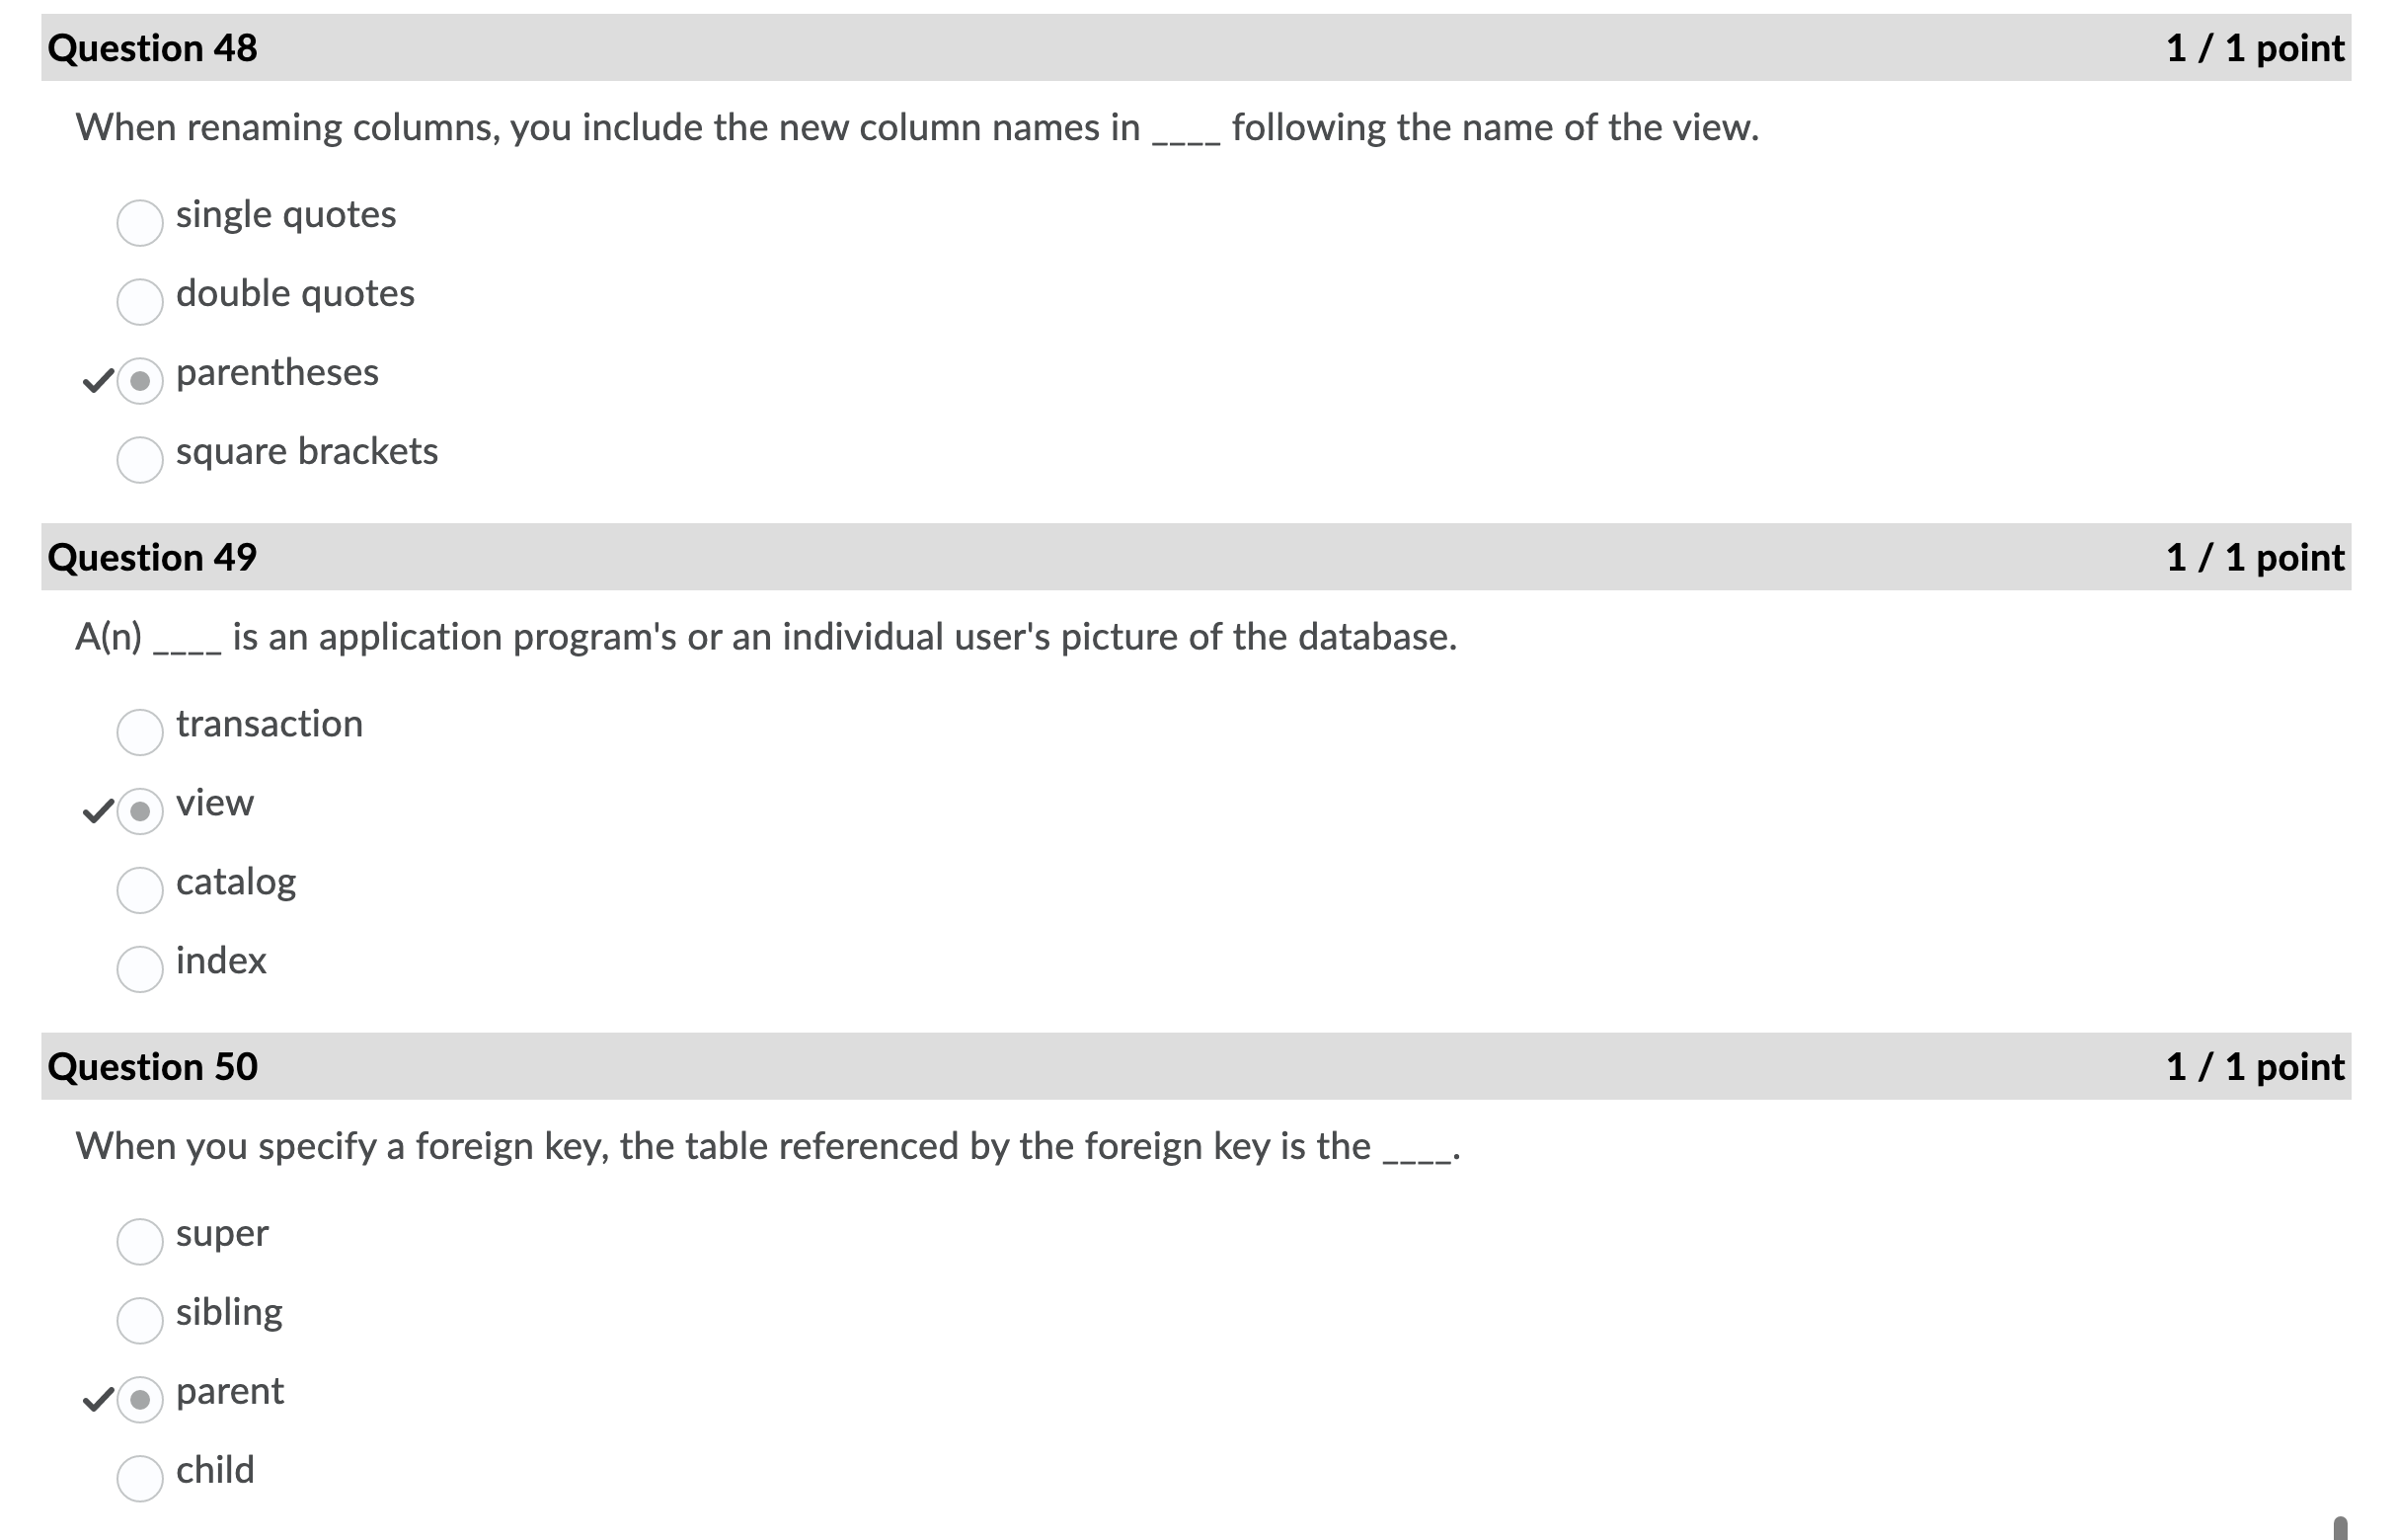 Question 48 1 / 1 point
When renaming columns, you include the new column names in ____ following the name of the view.
single quotes
double quotes
parentheses
square brackets
Question 49 1 / 1 point
A(n) ____ is an application program's or an individual user's picture of the database.
transaction
view
catalog
index
Question 50 1 / 1 point
When you specify a foreign key, the table referenced by the foreign key is the ____.
super
sibling
parent
child